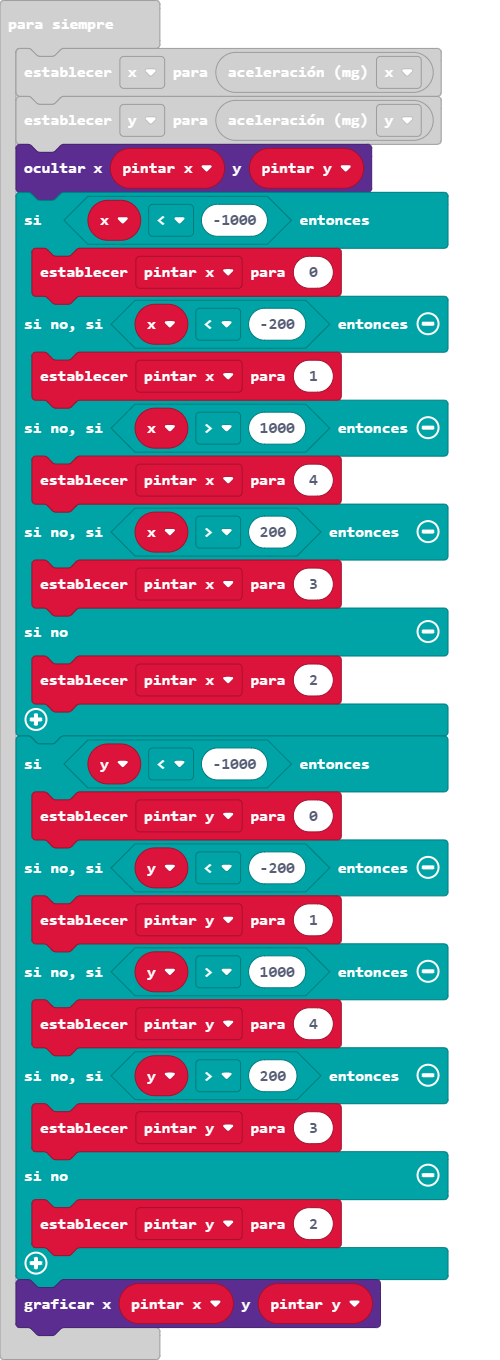 para siempre
establecer x para aceleración (mg) x
establecer y para aceleración (mg) y
ocultar x pintar x y pintar y
si x < -1000 entonces
establecer pintar x para 0
si no, si x < -200 entonces
establecer pintar x para 1
si no, si x > 1000 entonces
establecer pintar x para 4
si no, si x > 200 entonces
establecer pintar x para 3
si no
establecer pintar x para 2
si y < -1000 entonces
establecer pintar y para 0
si no, si y < -200 entonces
establecer pintar y para 1
si no, si y > 1000 entonces
establecer pintar y para 4
si no, si y > 200 entonces
establecer pintar y para 3
si no
establecer pintar y para 2
graficar x pintar x y pintar y